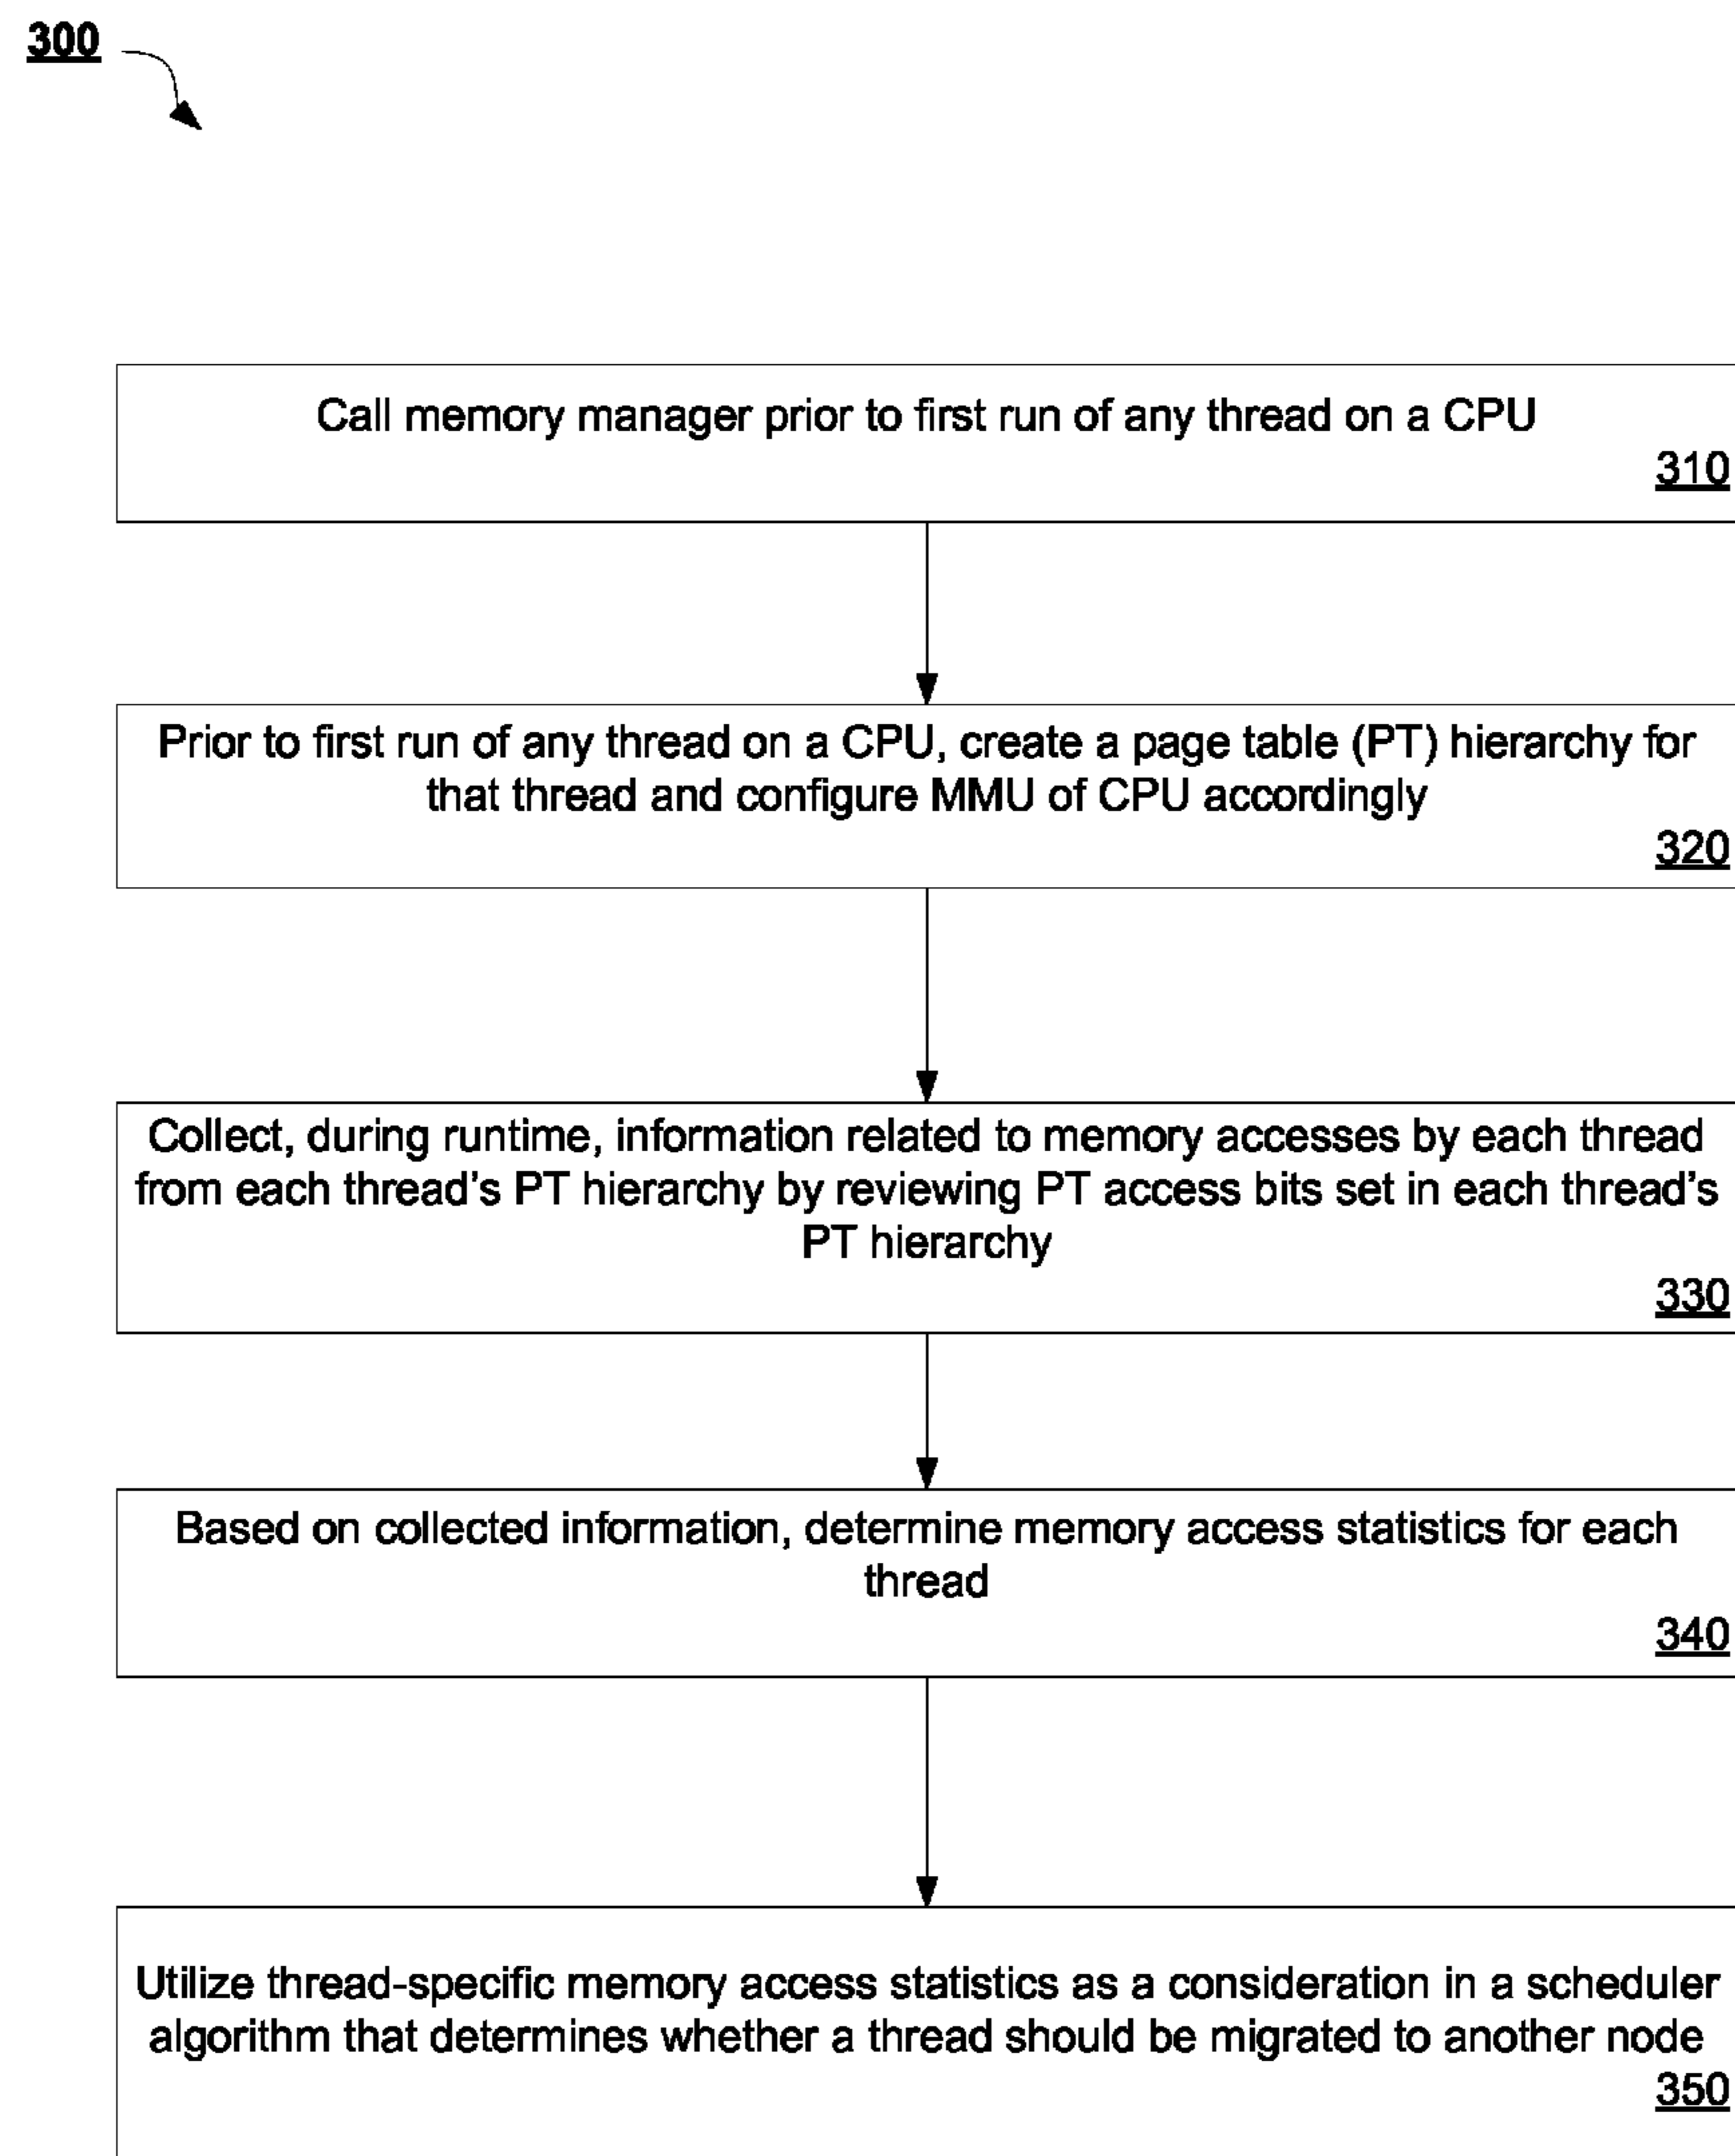 300
Call memory manager prior to first run of any thread on a CPU
310
Prior to first run of any thread on a CPU, create a page table (PT) hierarchy for
that thread and configure MMU of CPU accordingly
320
Collect, during runtime, information related to memory accesses by each thread
from each thread's PT hierarchy by reviewing PT access bits set in each thread's
PT hierarchy
330
Based on collected information, determine memory access statistics for each
thread
340
Utilize thread-specific memory access statistics as a consideration in a scheduler
algorithm that determines whether a thread should be migrated to another node
350